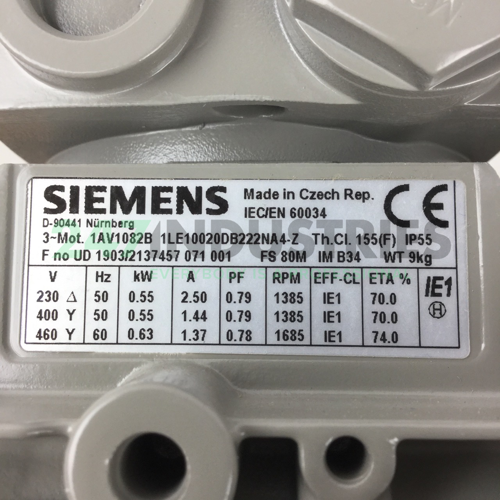 SIEMENS
Made in Czech Rep.
CE
D-90441 Nürnberg
IEC/EN 60034
3~Mot. 1AV1082B 1LE10020DB222NA4-Z Th.Cl. 155(F) IP55
F no UD 1903/2137457 071 001 FS 80M IM B34 WT 9kg
V Hz kW A PF RPM EFF-CL ETA %
230 Δ 50 0.55 2.50 0.79 1385 IE1 70.0
400 Y 50 0.55 1.44 0.79 1385 IE1 70.0
460 Y 60 0.63 1.37 0.78 1685 IE1 74.0
IE1
H
INDUSTRIES